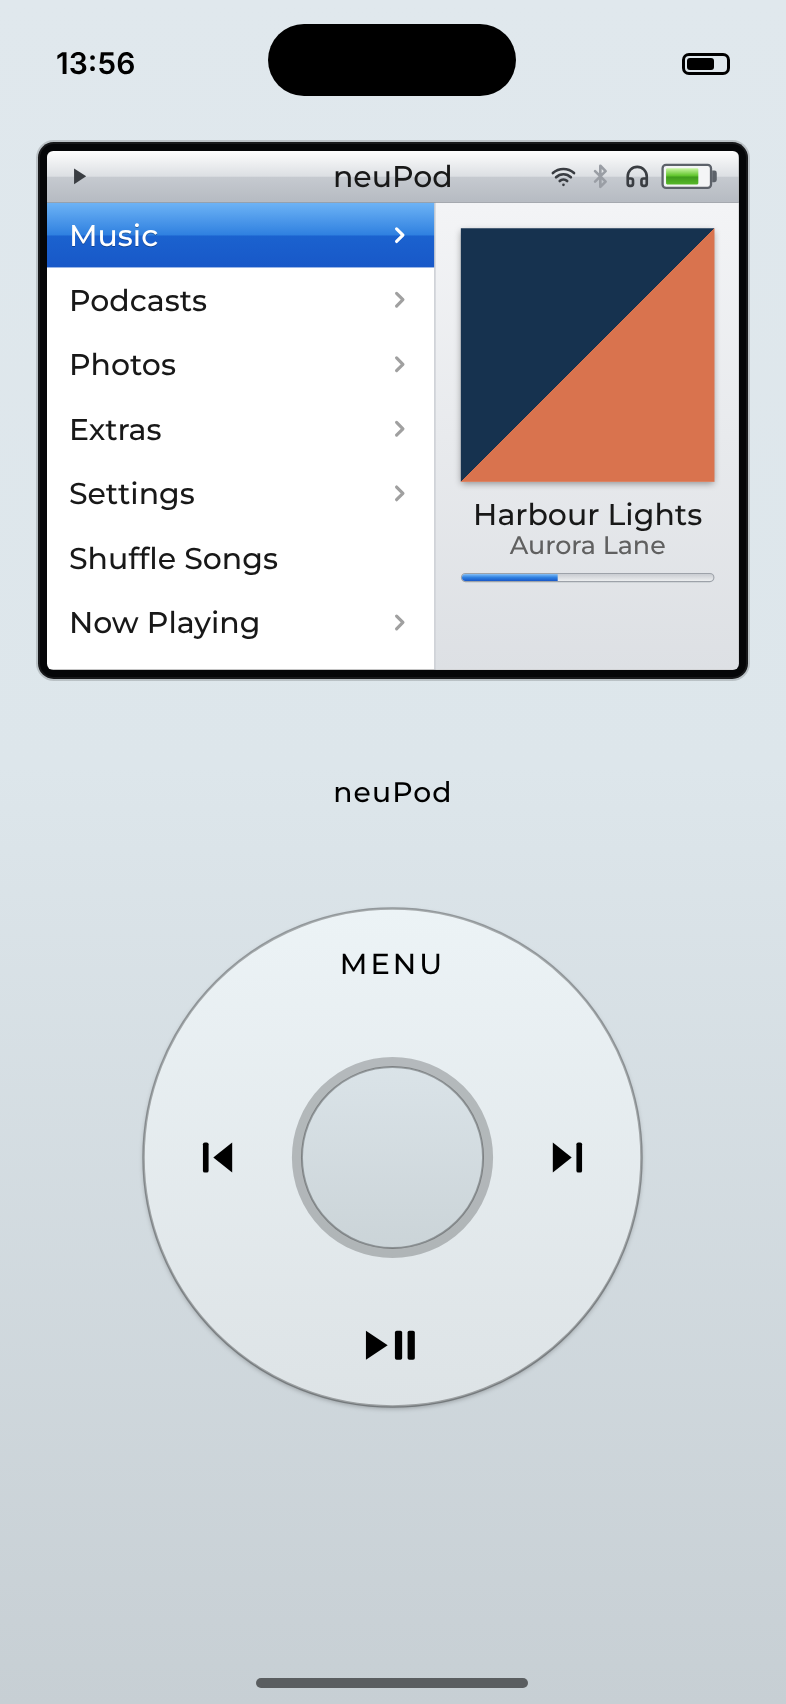 13:56
neuPod
Music
Podcasts
Photos
Extras
Settings
Shuffle Songs
Now Playing
Harbour Lights
Aurora Lane
neuPod
MENU